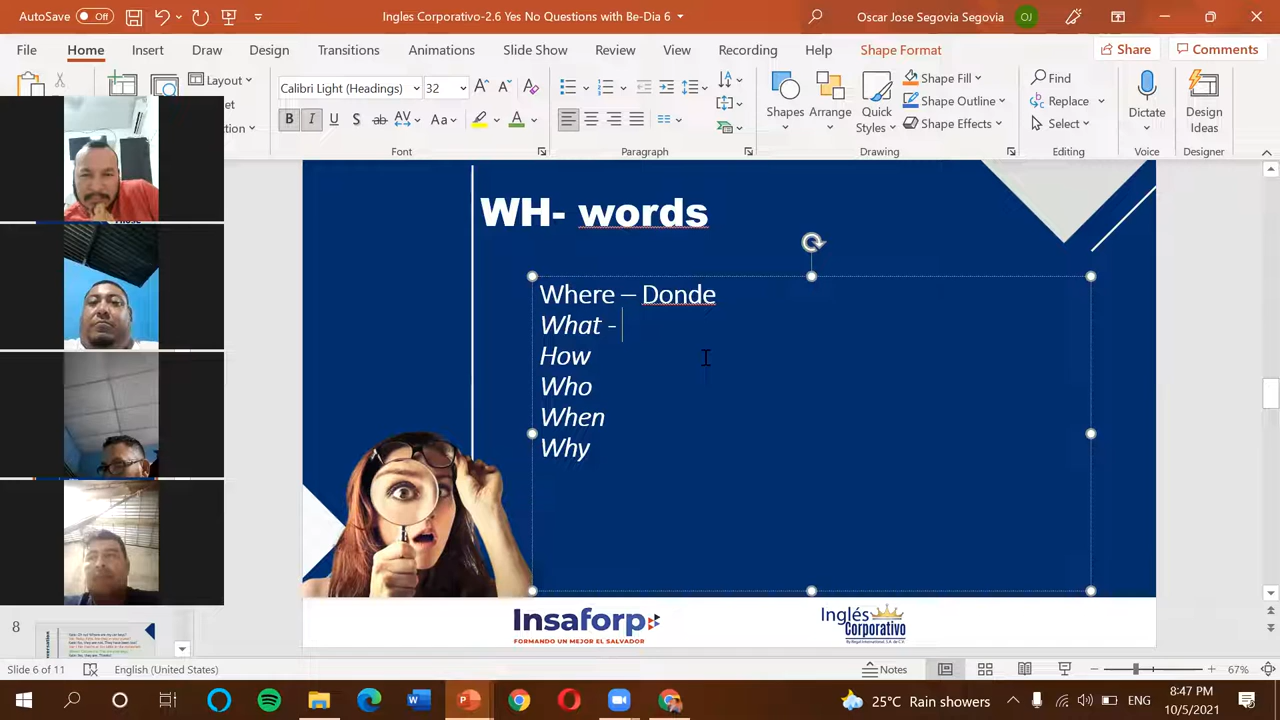 AutoSave Off Ingles Corporativo-2.6 Yes No Questions with Be-Dia 6 Oscar Jose Segovia Segovia OJ
File Home Insert Draw Design Transitions Animations Slide Show Review View Recording Help Shape Format Share Comments
Layout Calibri Light (Headings) 32 Shape Fill Find
Shape Outline Replace
Shapes Arrange Quick Styles Shape Effects Select Dictate Design Ideas
Font Paragraph Drawing Editing Voice Designer
WH- words
Where – Donde
What -
How
Who
When
Why
Insaforp
FORMANDO UN MEJOR EL SALVADOR
Inglés
Corporativo
8
Slide 6 of 11 English (United States) Notes 67%
25°C Rain showers ENG 8:47 PM
10/5/2021